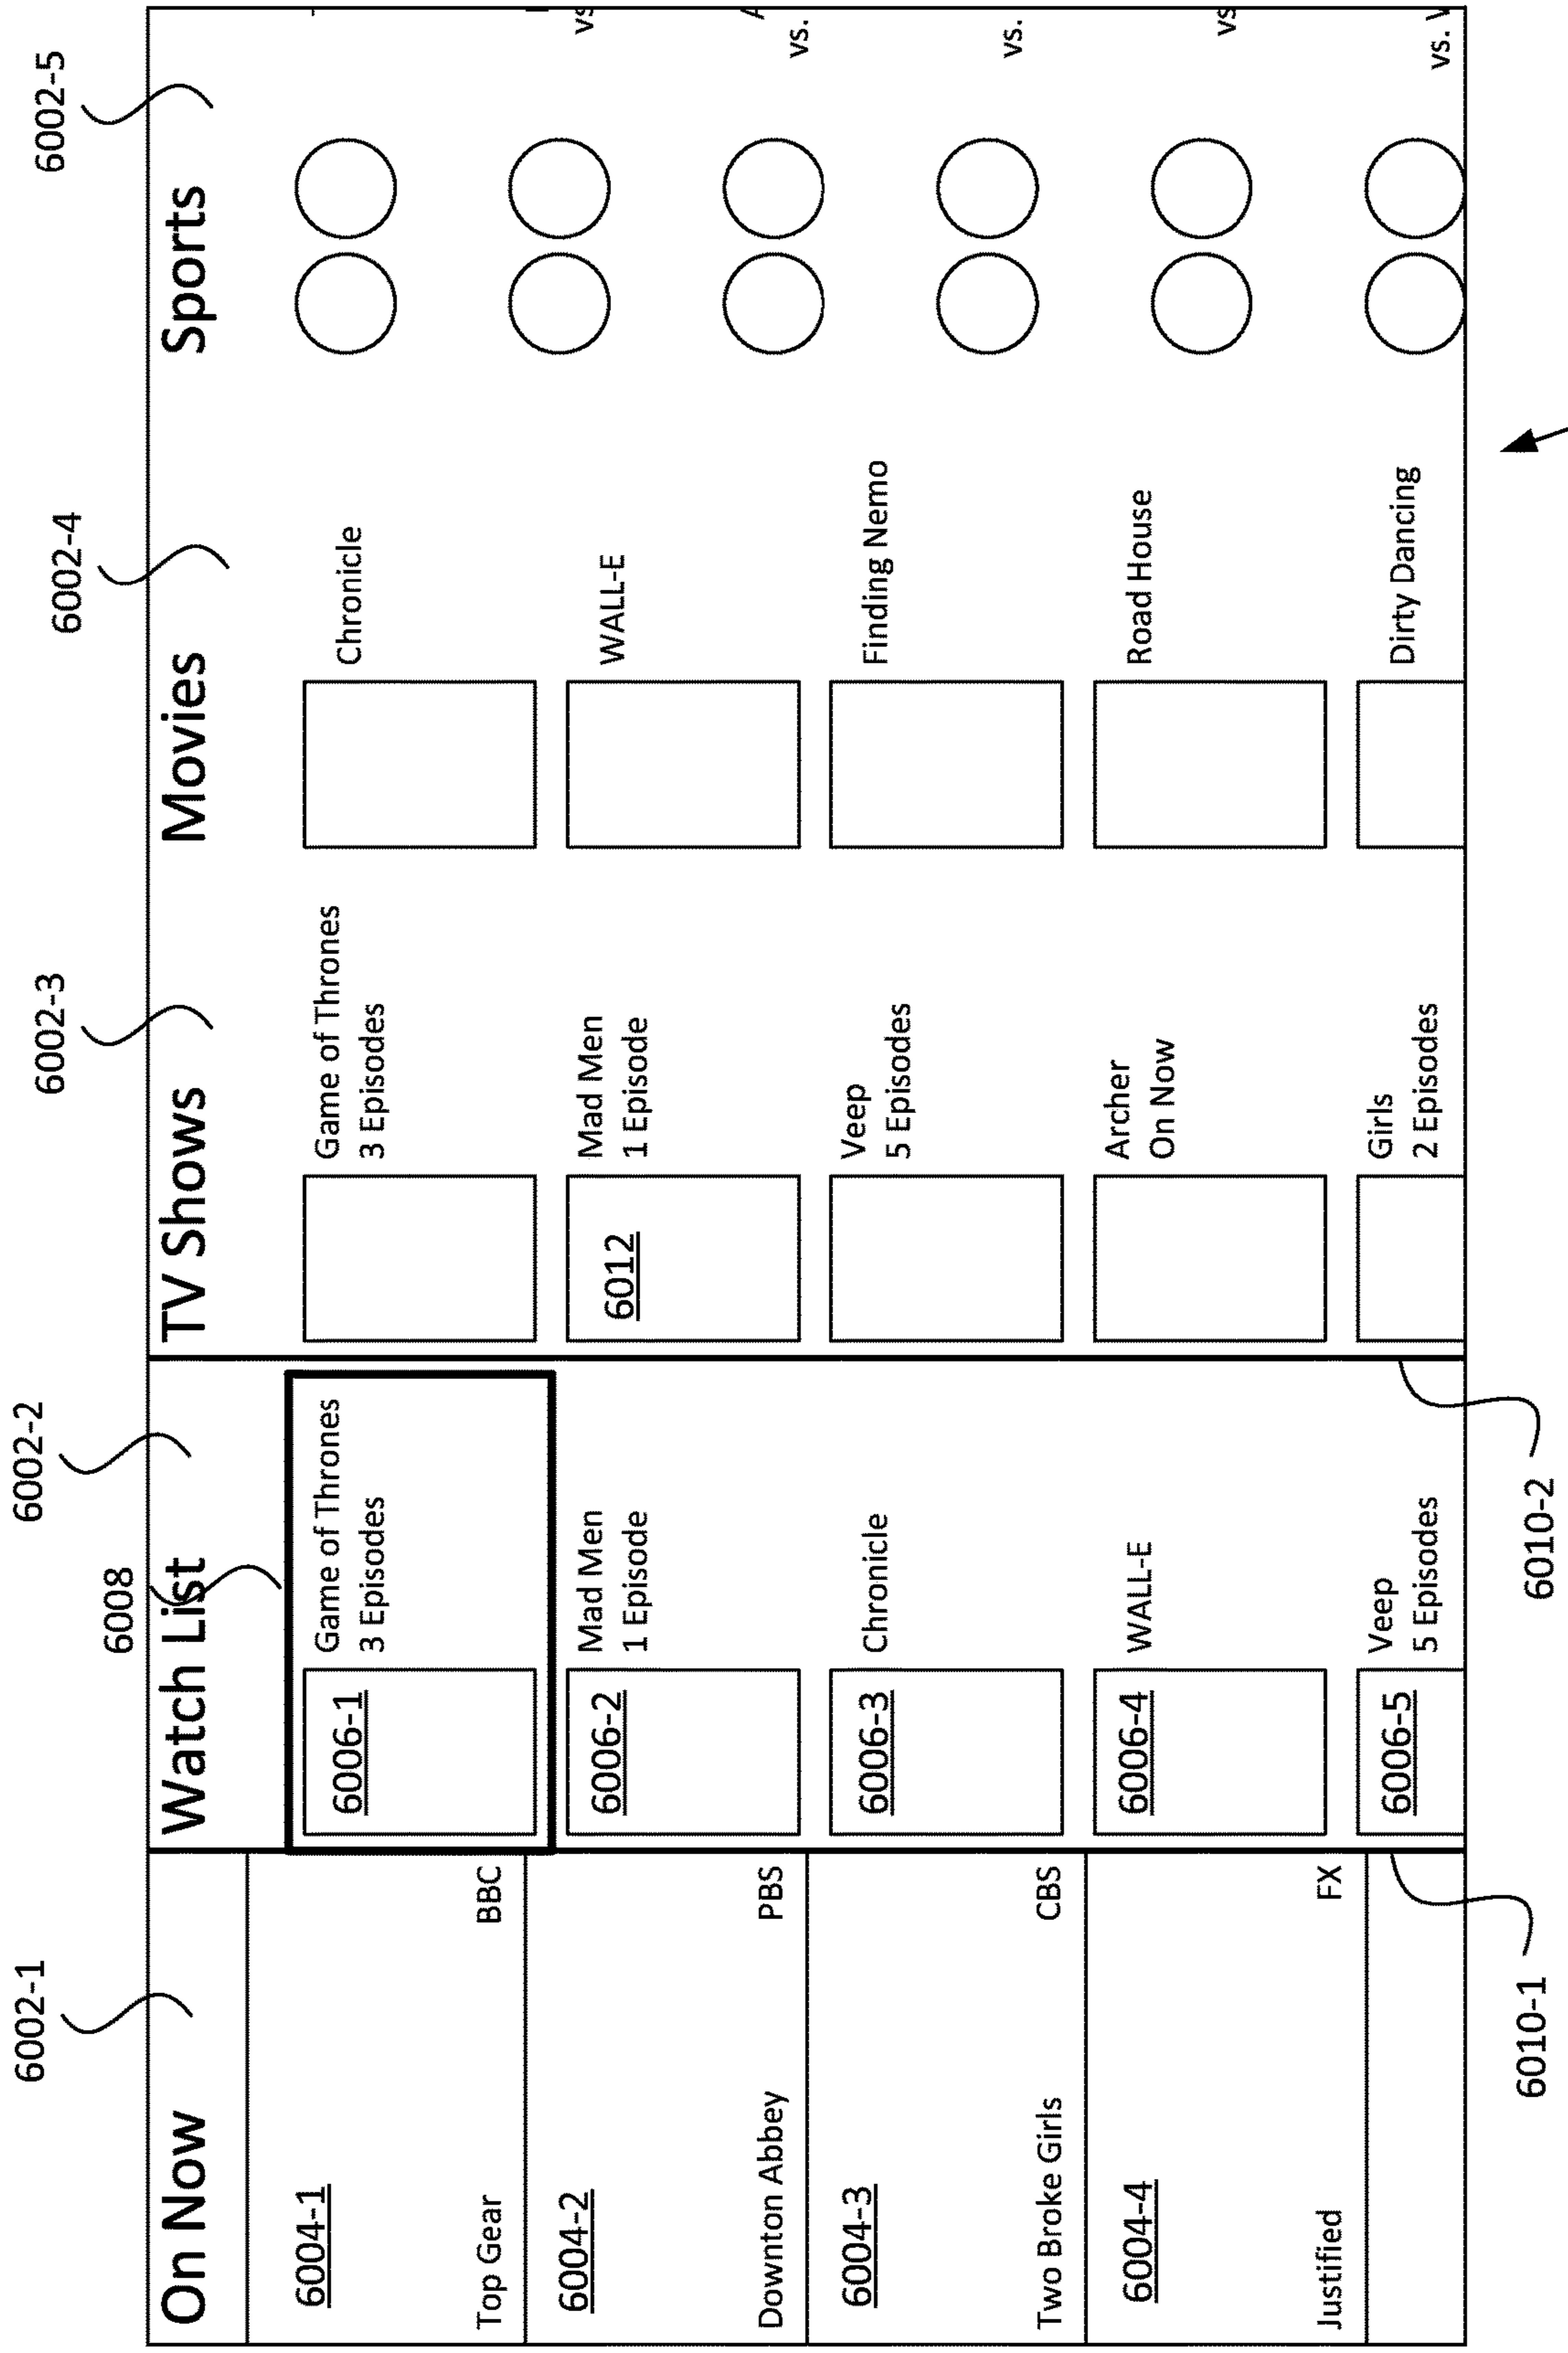 6002-1
6002-2
6002-3
6002-4
6002-5
6008
On Now
Watch List
TV Shows
Movies
Sports
6004-1
Top Gear
BBC
6004-2
Downton Abbey
PBS
6004-3
Two Broke Girls
CBS
6004-4
Justified
FX
6006-1
Game of Thrones
3 Episodes
6006-2
Mad Men
1 Episode
6006-3
Chronicle
6006-4
WALL-E
6006-5
Veep
5 Episodes
Game of Thrones
3 Episodes
6012
Mad Men
1 Episode
Veep
5 Episodes
Archer
On Now
Girls
2 Episodes
Chronicle
WALL-E
Finding Nemo
Road House
Dirty Dancing
vs
vs.
vs.
vs
vs.
6010-1
6010-2